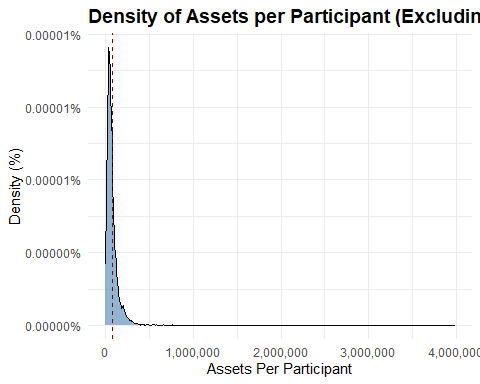 Density of Assets per Participant (Excludin
0.00001%
0.00001%
0.00001%
0.00000%
0.00000%
Density (%)
0 1,000,000 2,000,000 3,000,000 4,000,000
Assets Per Participant